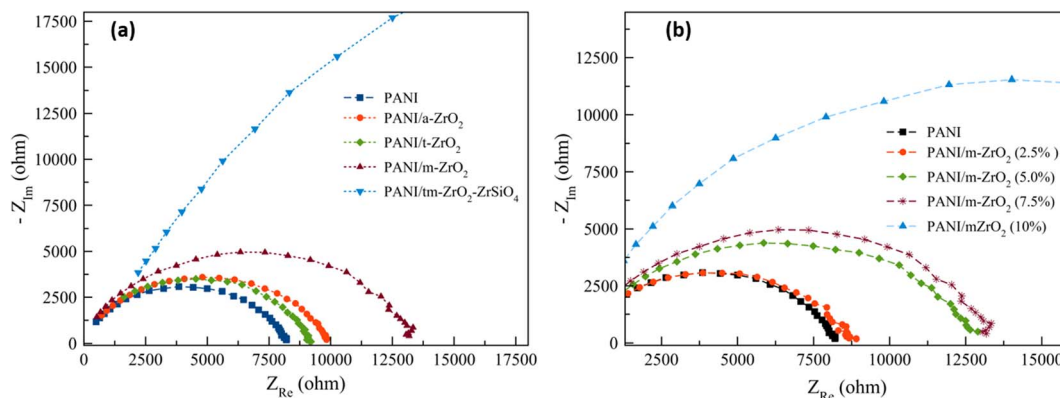 (a)
17500
15000
12500
10000
7500
5000
2500
0
- Z_Im (ohm)
PANI
PANI/a-ZrO₂
PANI/t-ZrO₂
PANI/m-ZrO₂
PANI/tm-ZrO₂-ZrSiO₄
0 2500 5000 7500 10000 12500 15000 17500
Z_Re (ohm)
(b)
12500
10000
7500
5000
2500
0
- Z_Im (ohm)
PANI
PANI/m-ZrO₂ (2.5%)
PANI/m-ZrO₂ (5.0%)
PANI/m-ZrO₂ (7.5%)
PANI/mZrO₂ (10%)
2500 5000 7500 10000 12500 15000
Z_Re (ohm)